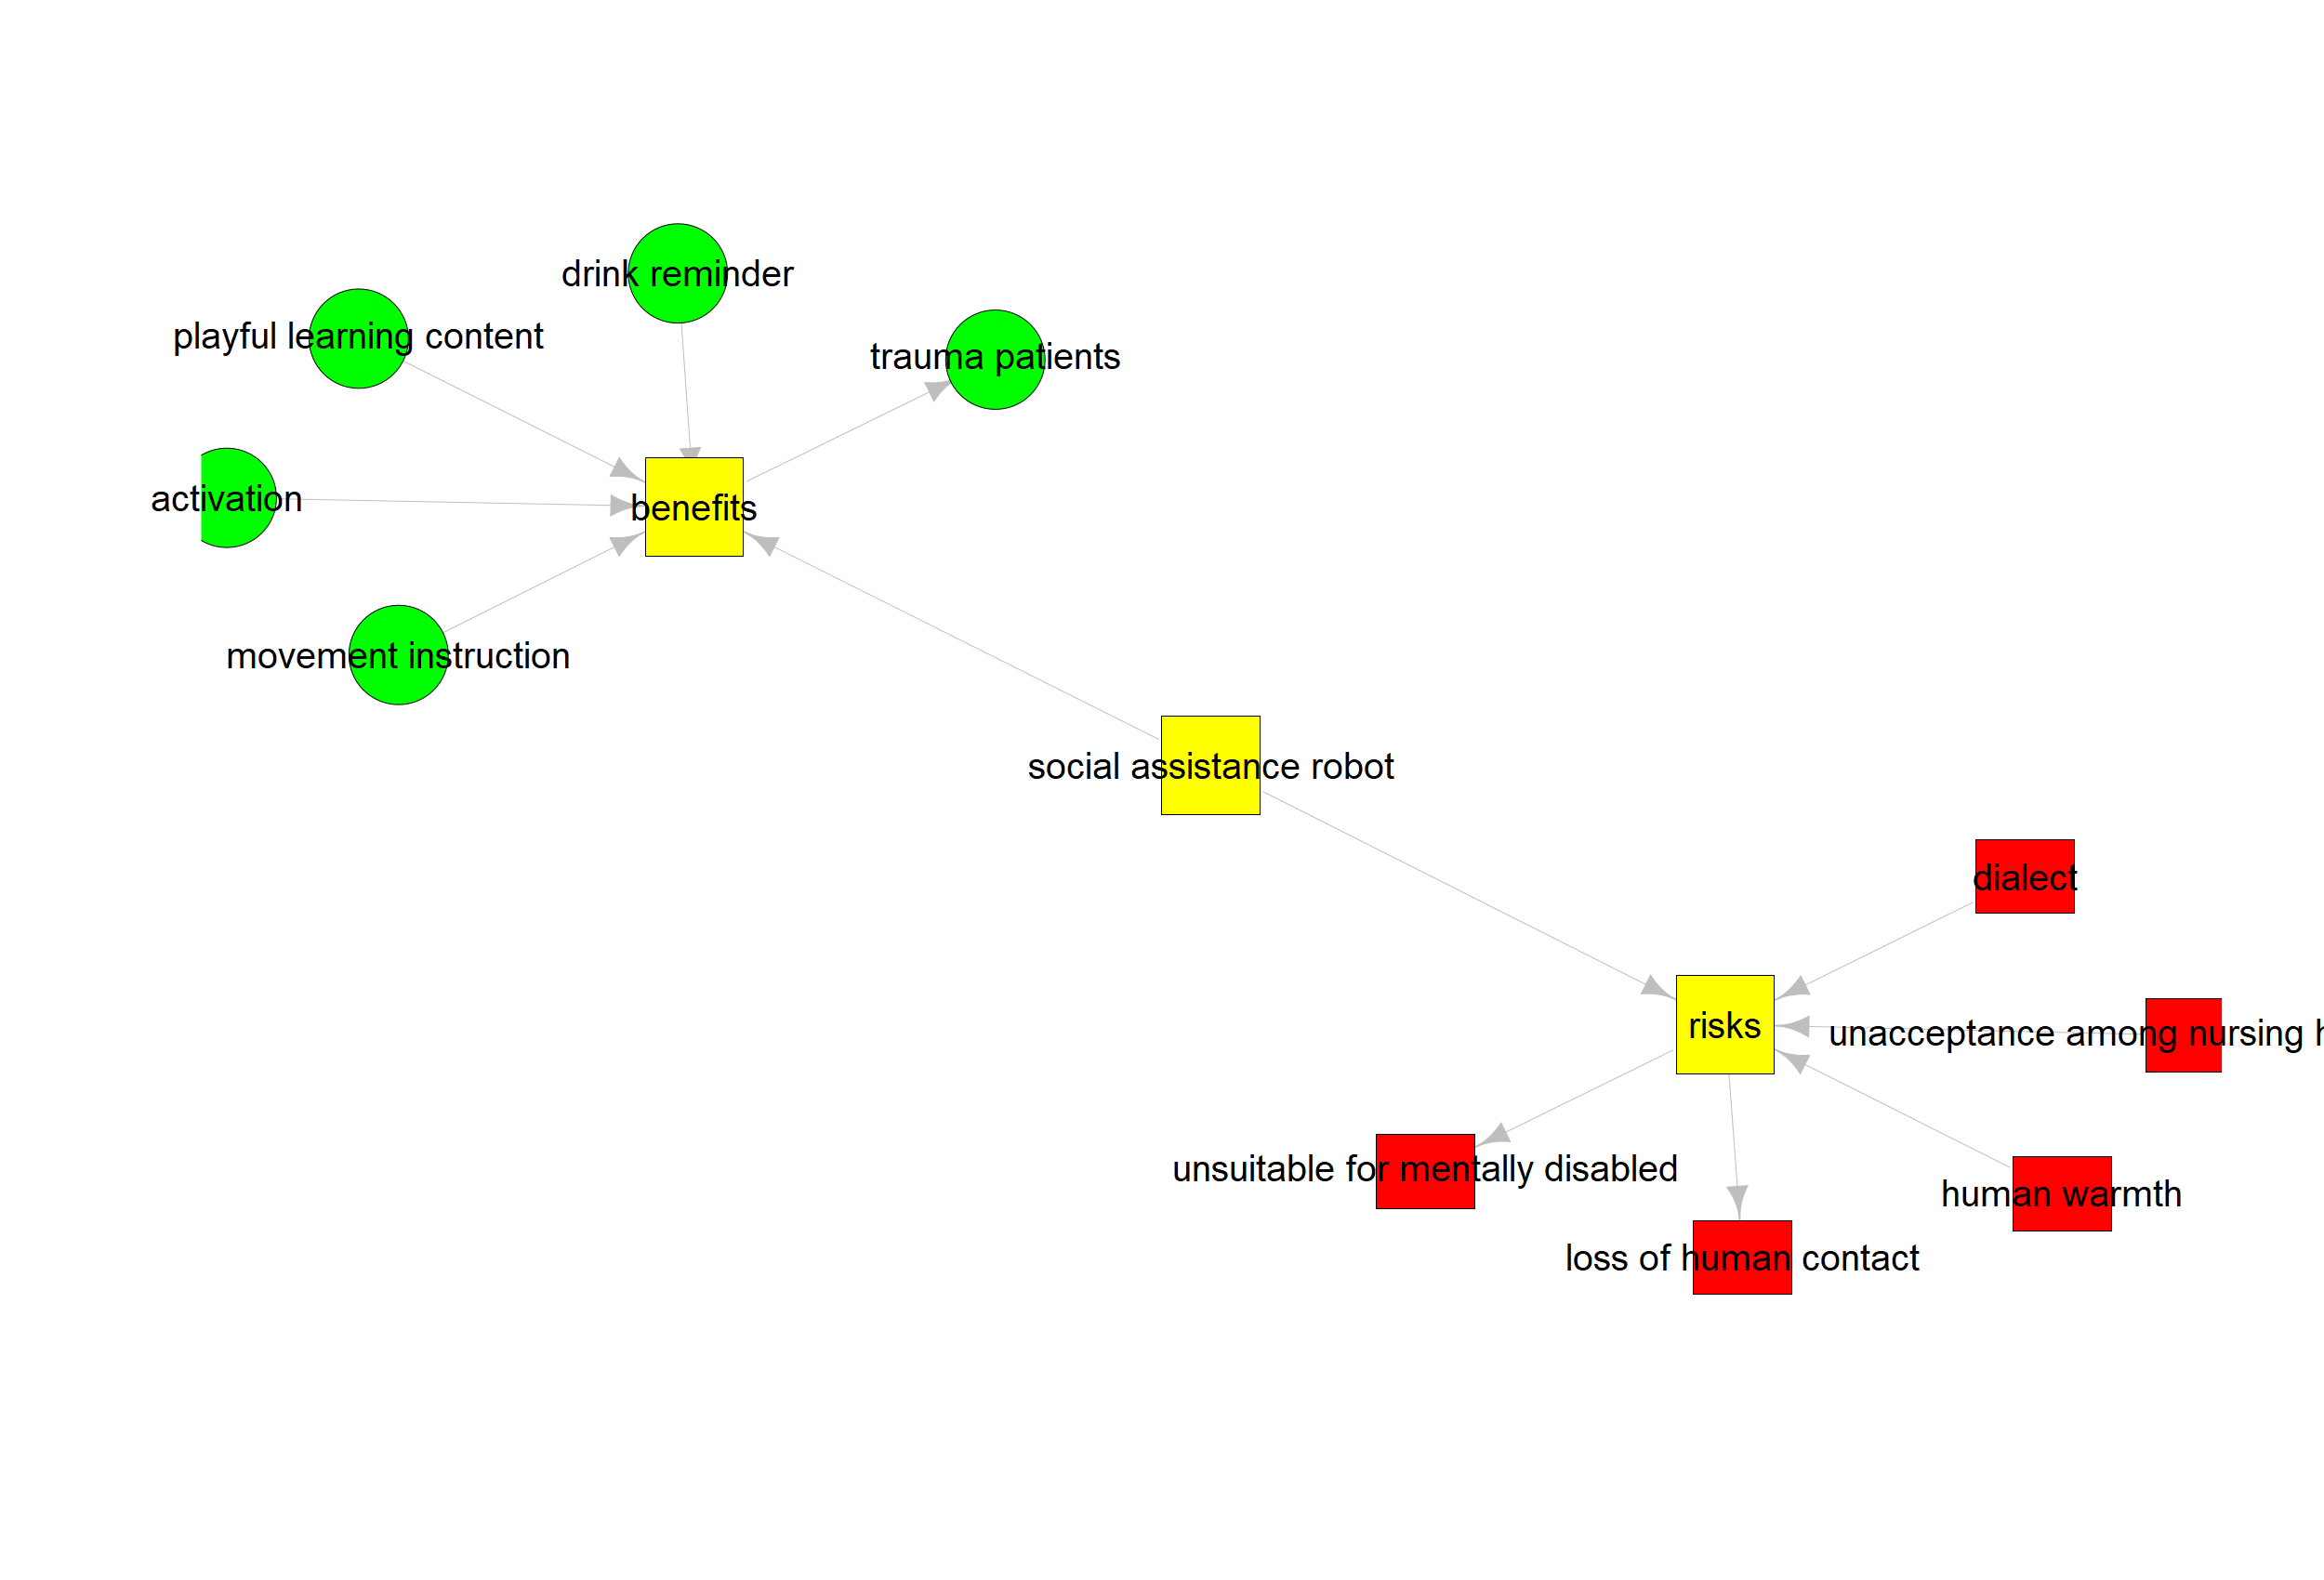 drink reminder
playful learning content
trauma patients
activation
benefits
movement instruction
social assistance robot
dialect
risks
unacceptance among nursing
unsuitable for mentally disabled
human warmth
loss of human contact